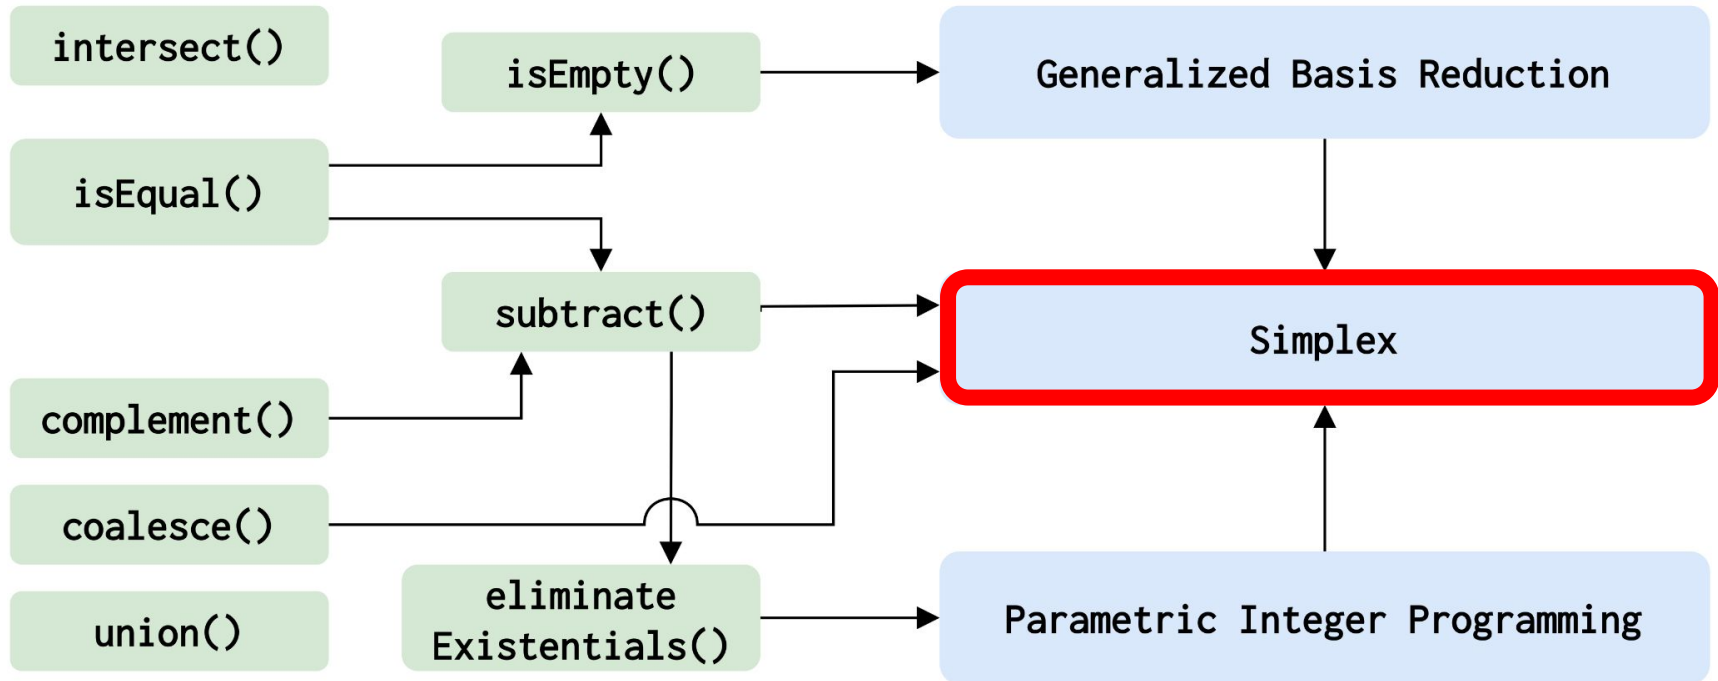 intersect()
isEmpty()
Generalized Basis Reduction
isEqual()
subtract()
Simplex
complement()
coalesce()
eliminate
Existentials()
Parametric Integer Programming
union()